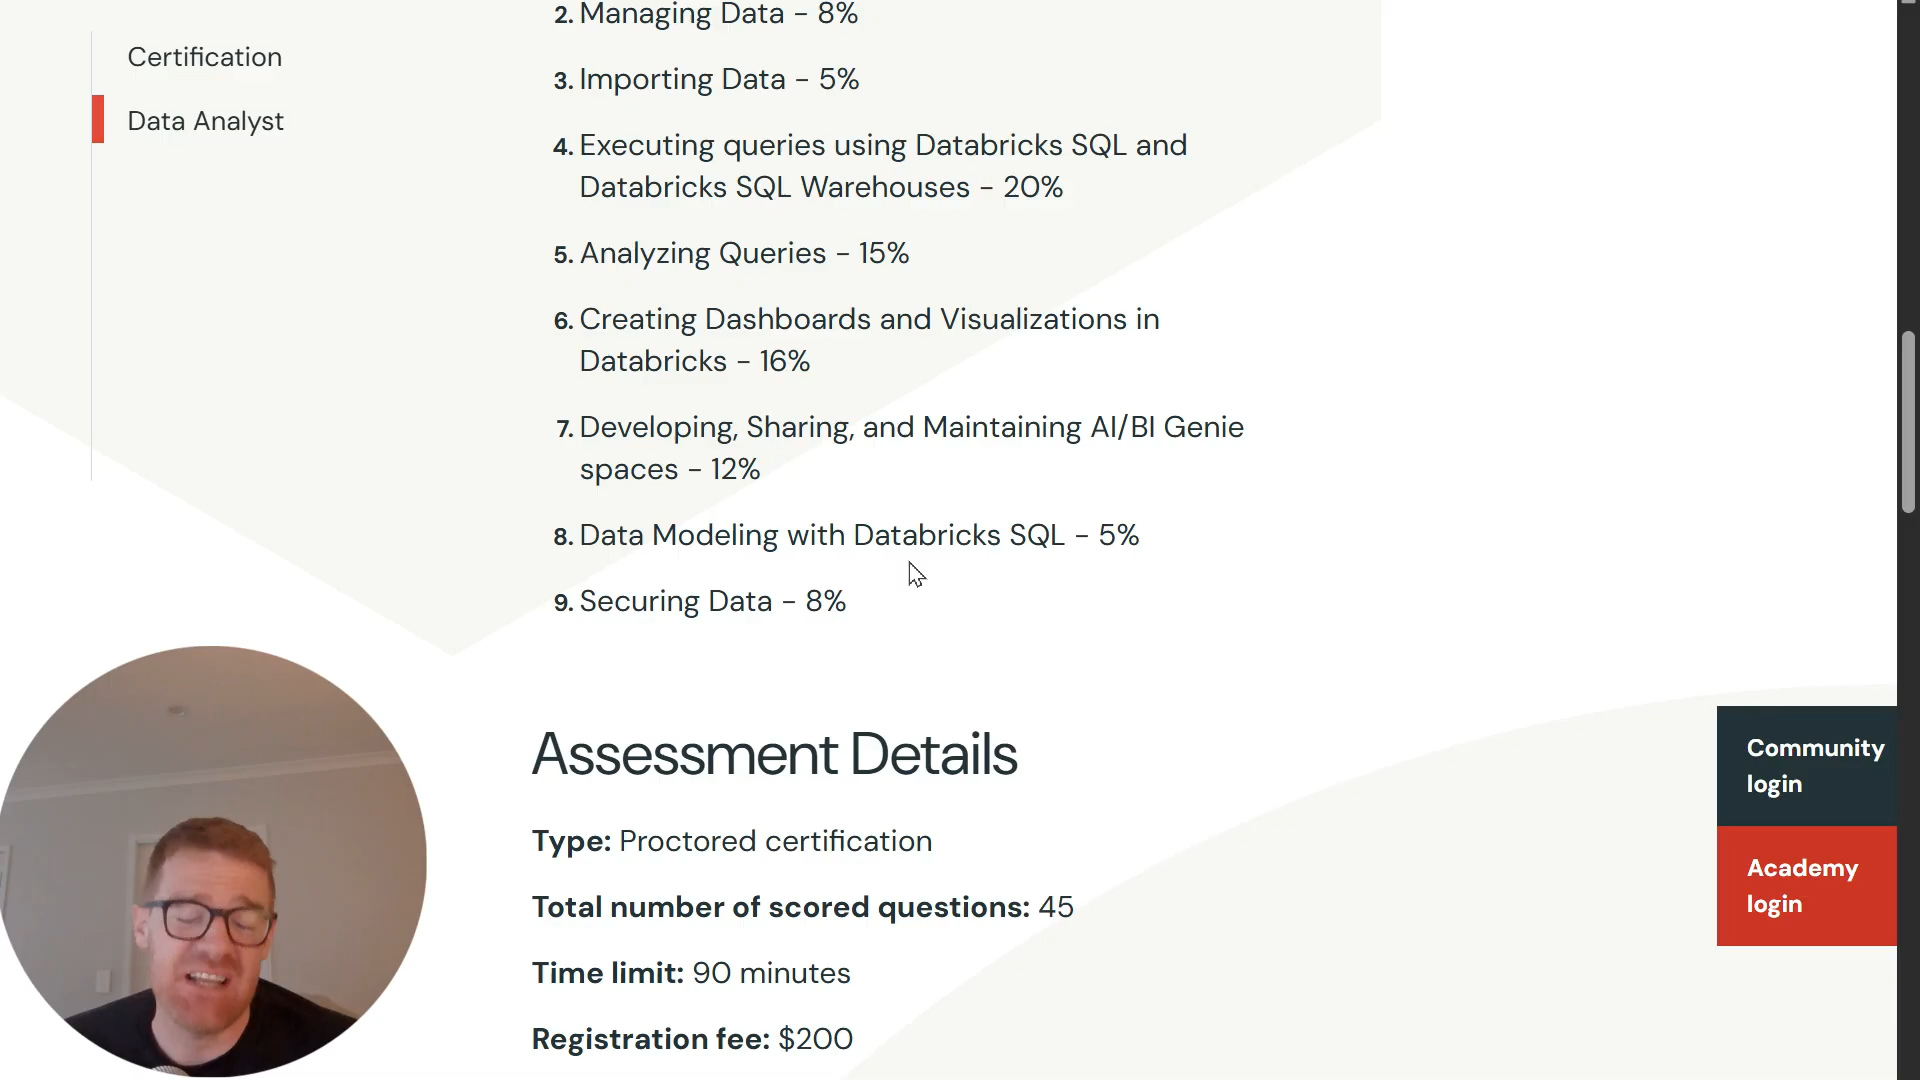 2. Managing Data – 8%
Certification
3. Importing Data – 5%
Data Analyst
4. Executing queries using Databricks SQL and
Databricks SQL Warehouses – 20%
5. Analyzing Queries – 15%
6. Creating Dashboards and Visualizations in
Databricks – 16%
7. Developing, Sharing, and Maintaining AI/BI Genie
spaces – 12%
8. Data Modeling with Databricks SQL – 5%
9. Securing Data – 8%
Assessment Details
Type: Proctored certification
Total number of scored questions: 45
Time limit: 90 minutes
Registration fee: $200
Community
login
Academy
login